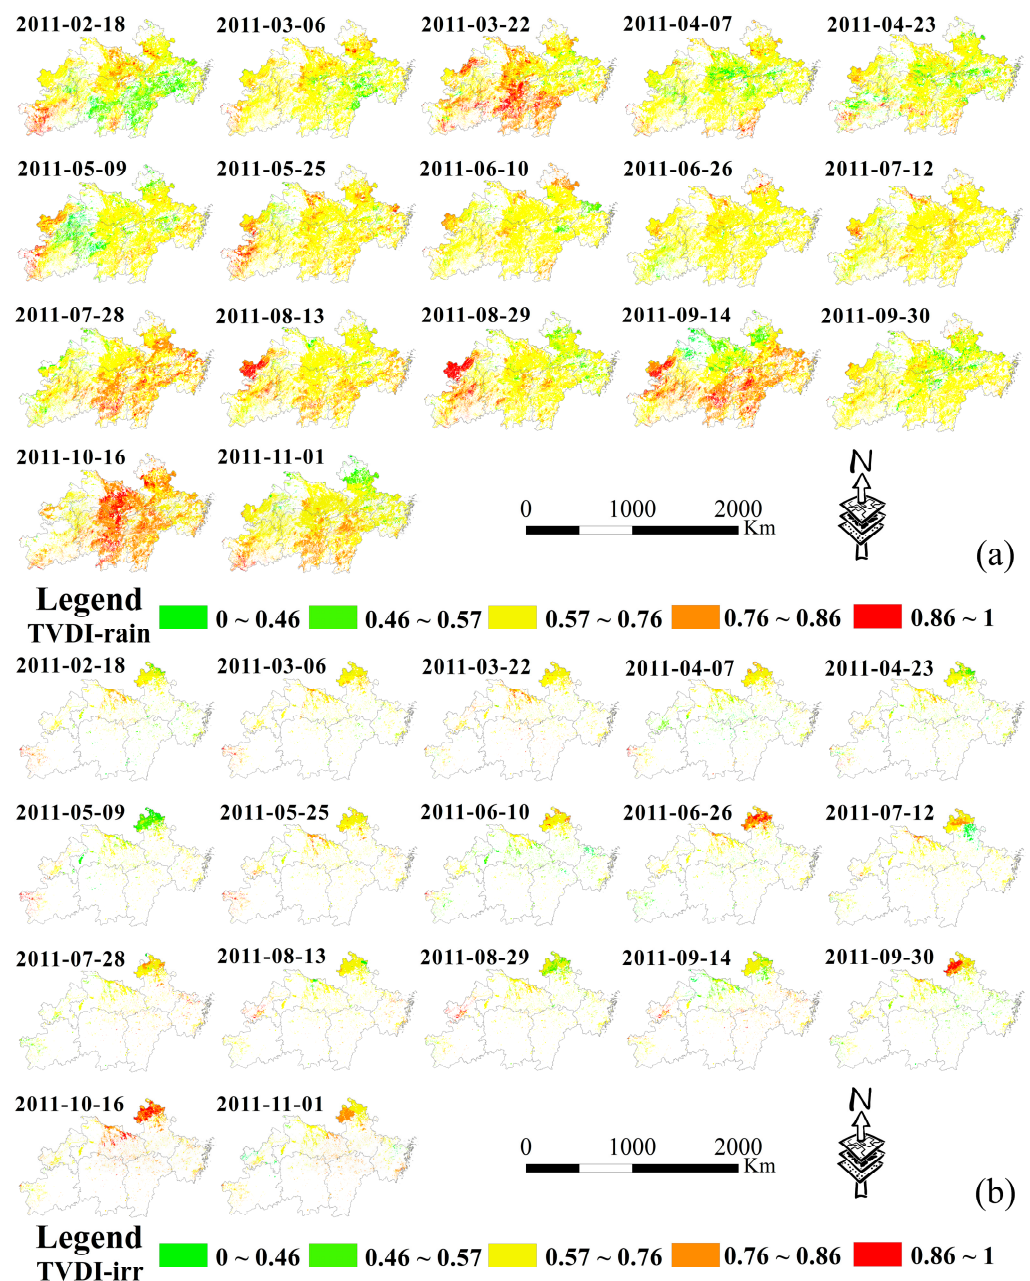 2011-02-18 2011-03-06 2011-03-22 2011-04-07 2011-04-23
2011-05-09 2011-05-25 2011-06-10 2011-06-26 2011-07-12
2011-07-28 2011-08-13 2011-08-29 2011-09-14 2011-09-30
2011-10-16 2011-11-01
N
0 1000 2000
Km
(a)
Legend
TVDI-rain
0 ~ 0.46 0.46 ~ 0.57 0.57 ~ 0.76 0.76 ~ 0.86 0.86 ~ 1
2011-02-18 2011-03-06 2011-03-22 2011-04-07 2011-04-23
2011-05-09 2011-05-25 2011-06-10 2011-06-26 2011-07-12
2011-07-28 2011-08-13 2011-08-29 2011-09-14 2011-09-30
2011-10-16 2011-11-01
N
0 1000 2000
Km
(b)
Legend
TVDI-irr
0 ~ 0.46 0.46 ~ 0.57 0.57 ~ 0.76 0.76 ~ 0.86 0.86 ~ 1